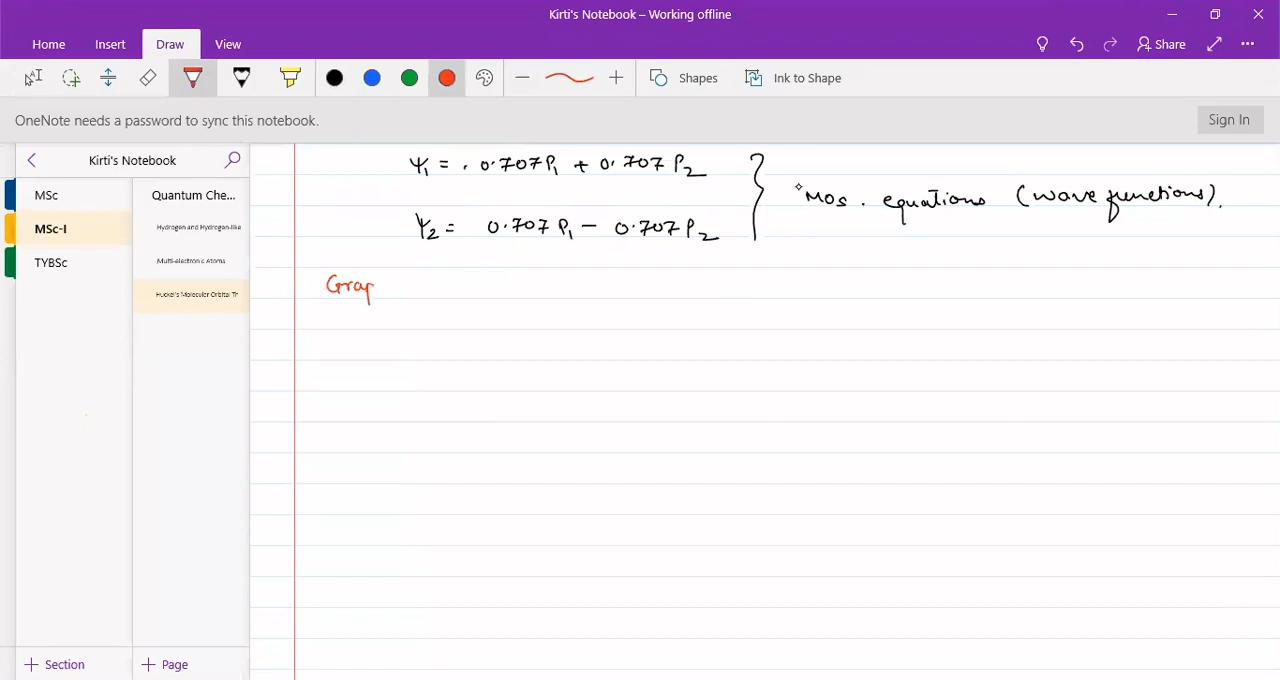 Kirti's Notebook – Working offline
Home Insert Draw View
Share
Shapes Ink to Shape
OneNote needs a password to sync this notebook.
Sign In
Kirti's Notebook
MSc
MSc-I
TYBSc
Quantum Che...
Hydrogen and Hydrogen-like
Multi-electronic Atoms
Huckel's Molecular Orbital Th
Ψ₁ = . 0.707 P₁ + 0.707 P₂
MOs . equations (wave functions).
Ψ₂ = 0.707 P₁ − 0.707 P₂
Grap
Section
Page